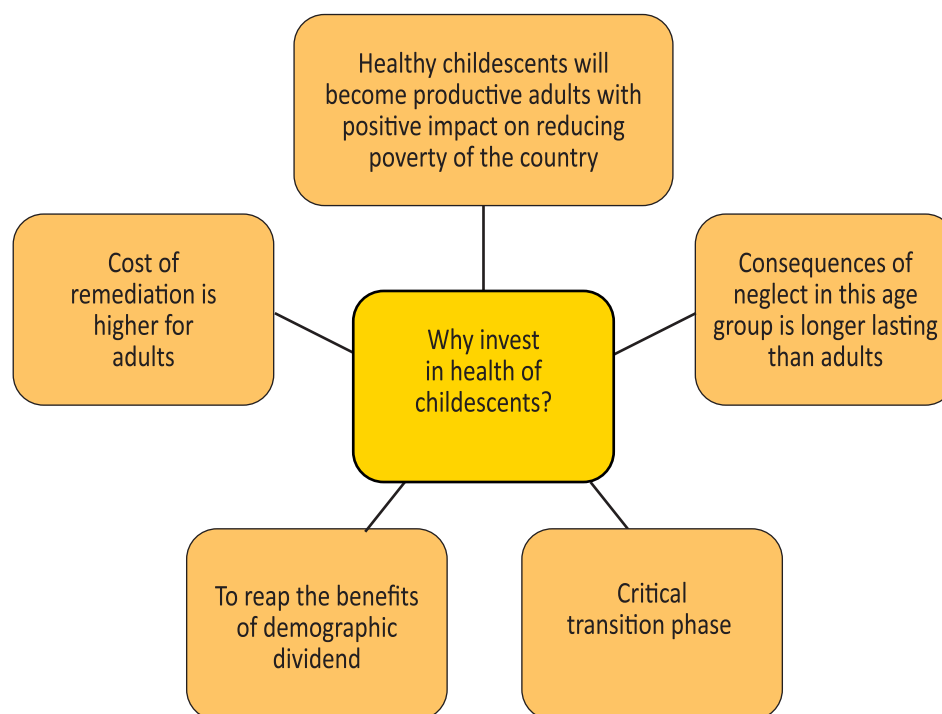 Healthy childescents will
become productive adults with
positive impact on reducing
poverty of the country
Cost of
remediation is
higher for
adults
Consequences of
neglect in this age
group is longer lasting
than adults
Why invest
in health of
childescents?
To reap the benefits
of demographic
dividend
Critical
transition phase